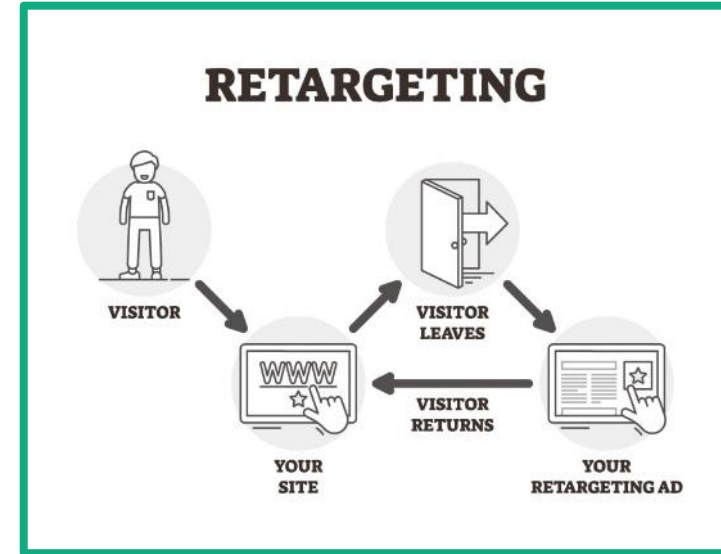 RETARGETING
VISITOR
VISITOR
LEAVES
WWW
VISITOR
RETURNS
YOUR
SITE
YOUR
RETARGETING AD